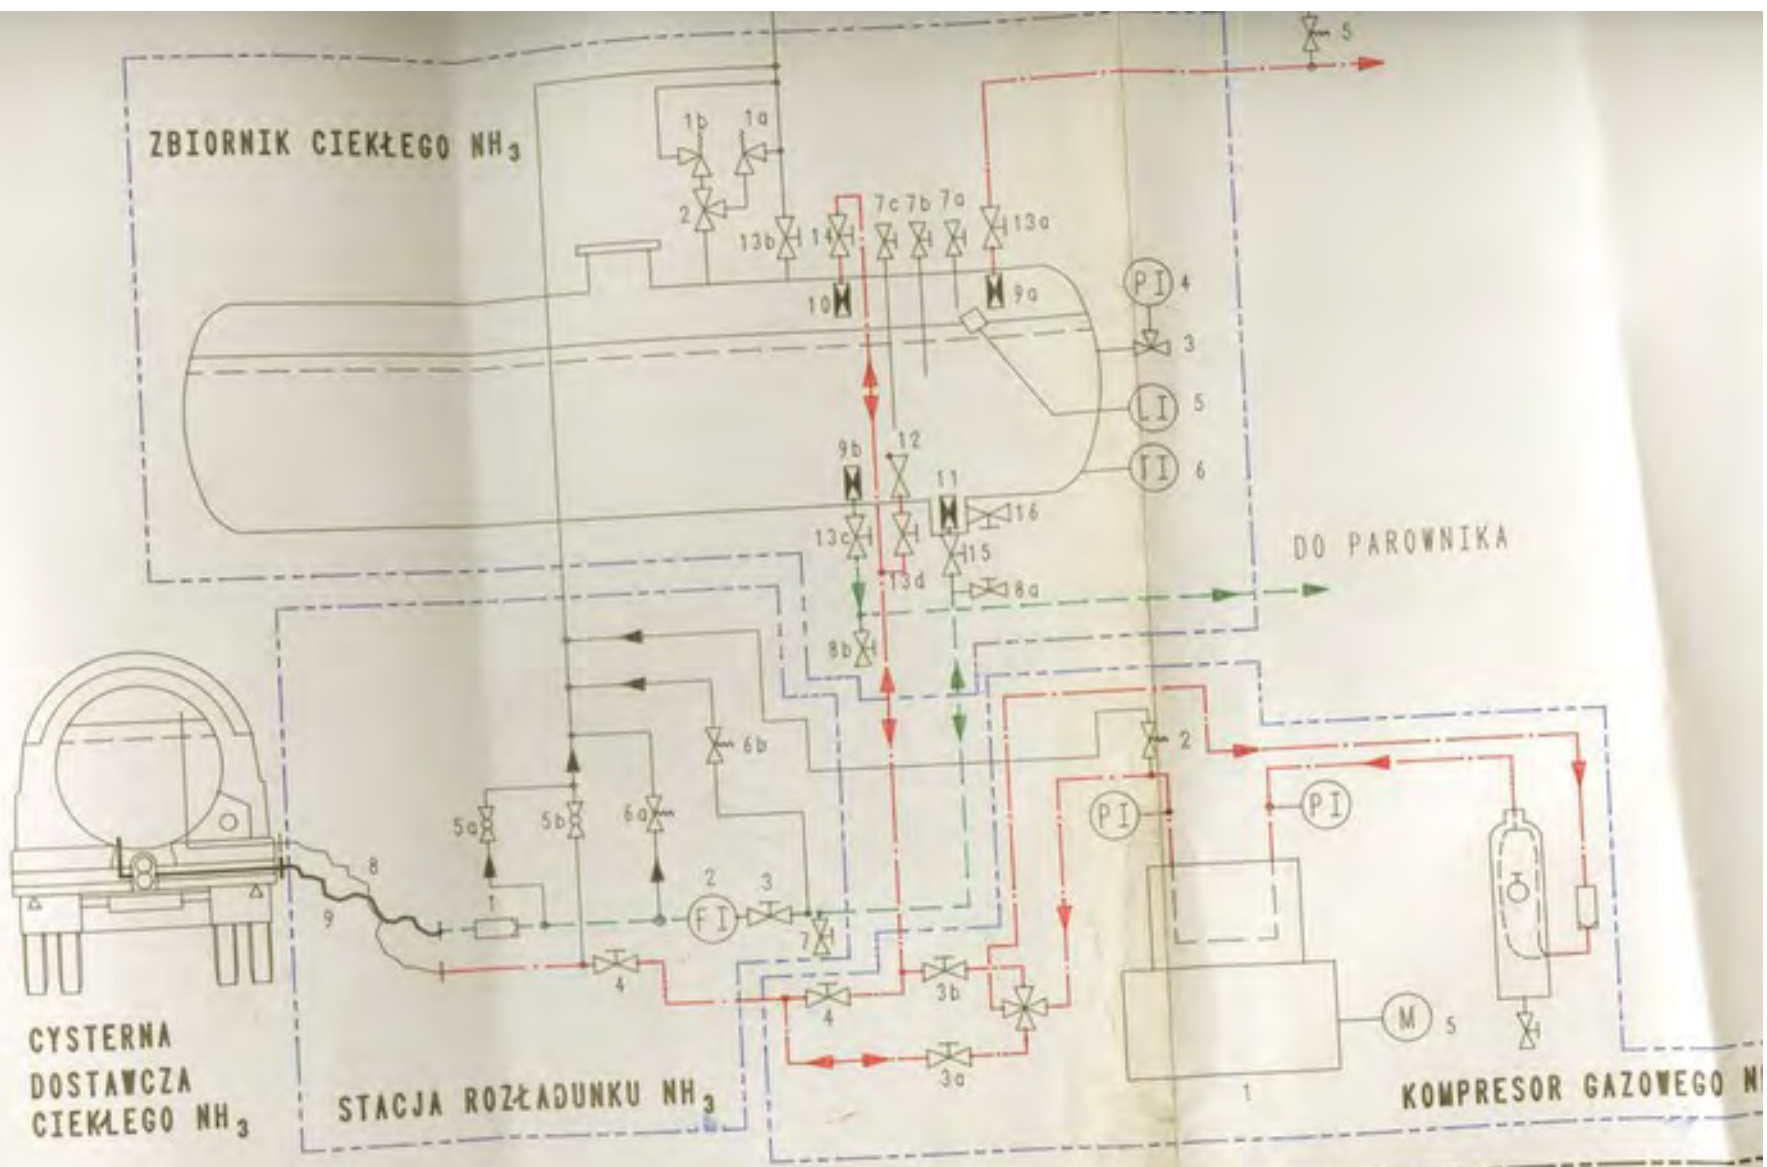 5
ZBIORNIK CIEKŁEGO NH3
1b
1a
2
13b
14
7c
7b
7a
13a
10
9a
PI
4
3
LI
5
TI
6
9b
12
11
16
13c
15
13d
8a
8b
DO PAROWNIKA
2
6b
5a
5b
6a
PI
PI
8
9
1
2
3
FI
7
4
4
3b
3a
M
5
1
CYSTERNA
DOSTAWCZA
CIEKŁEGO NH3
STACJA ROZŁADUNKU NH3
KOMPRESOR GAZOWEGO